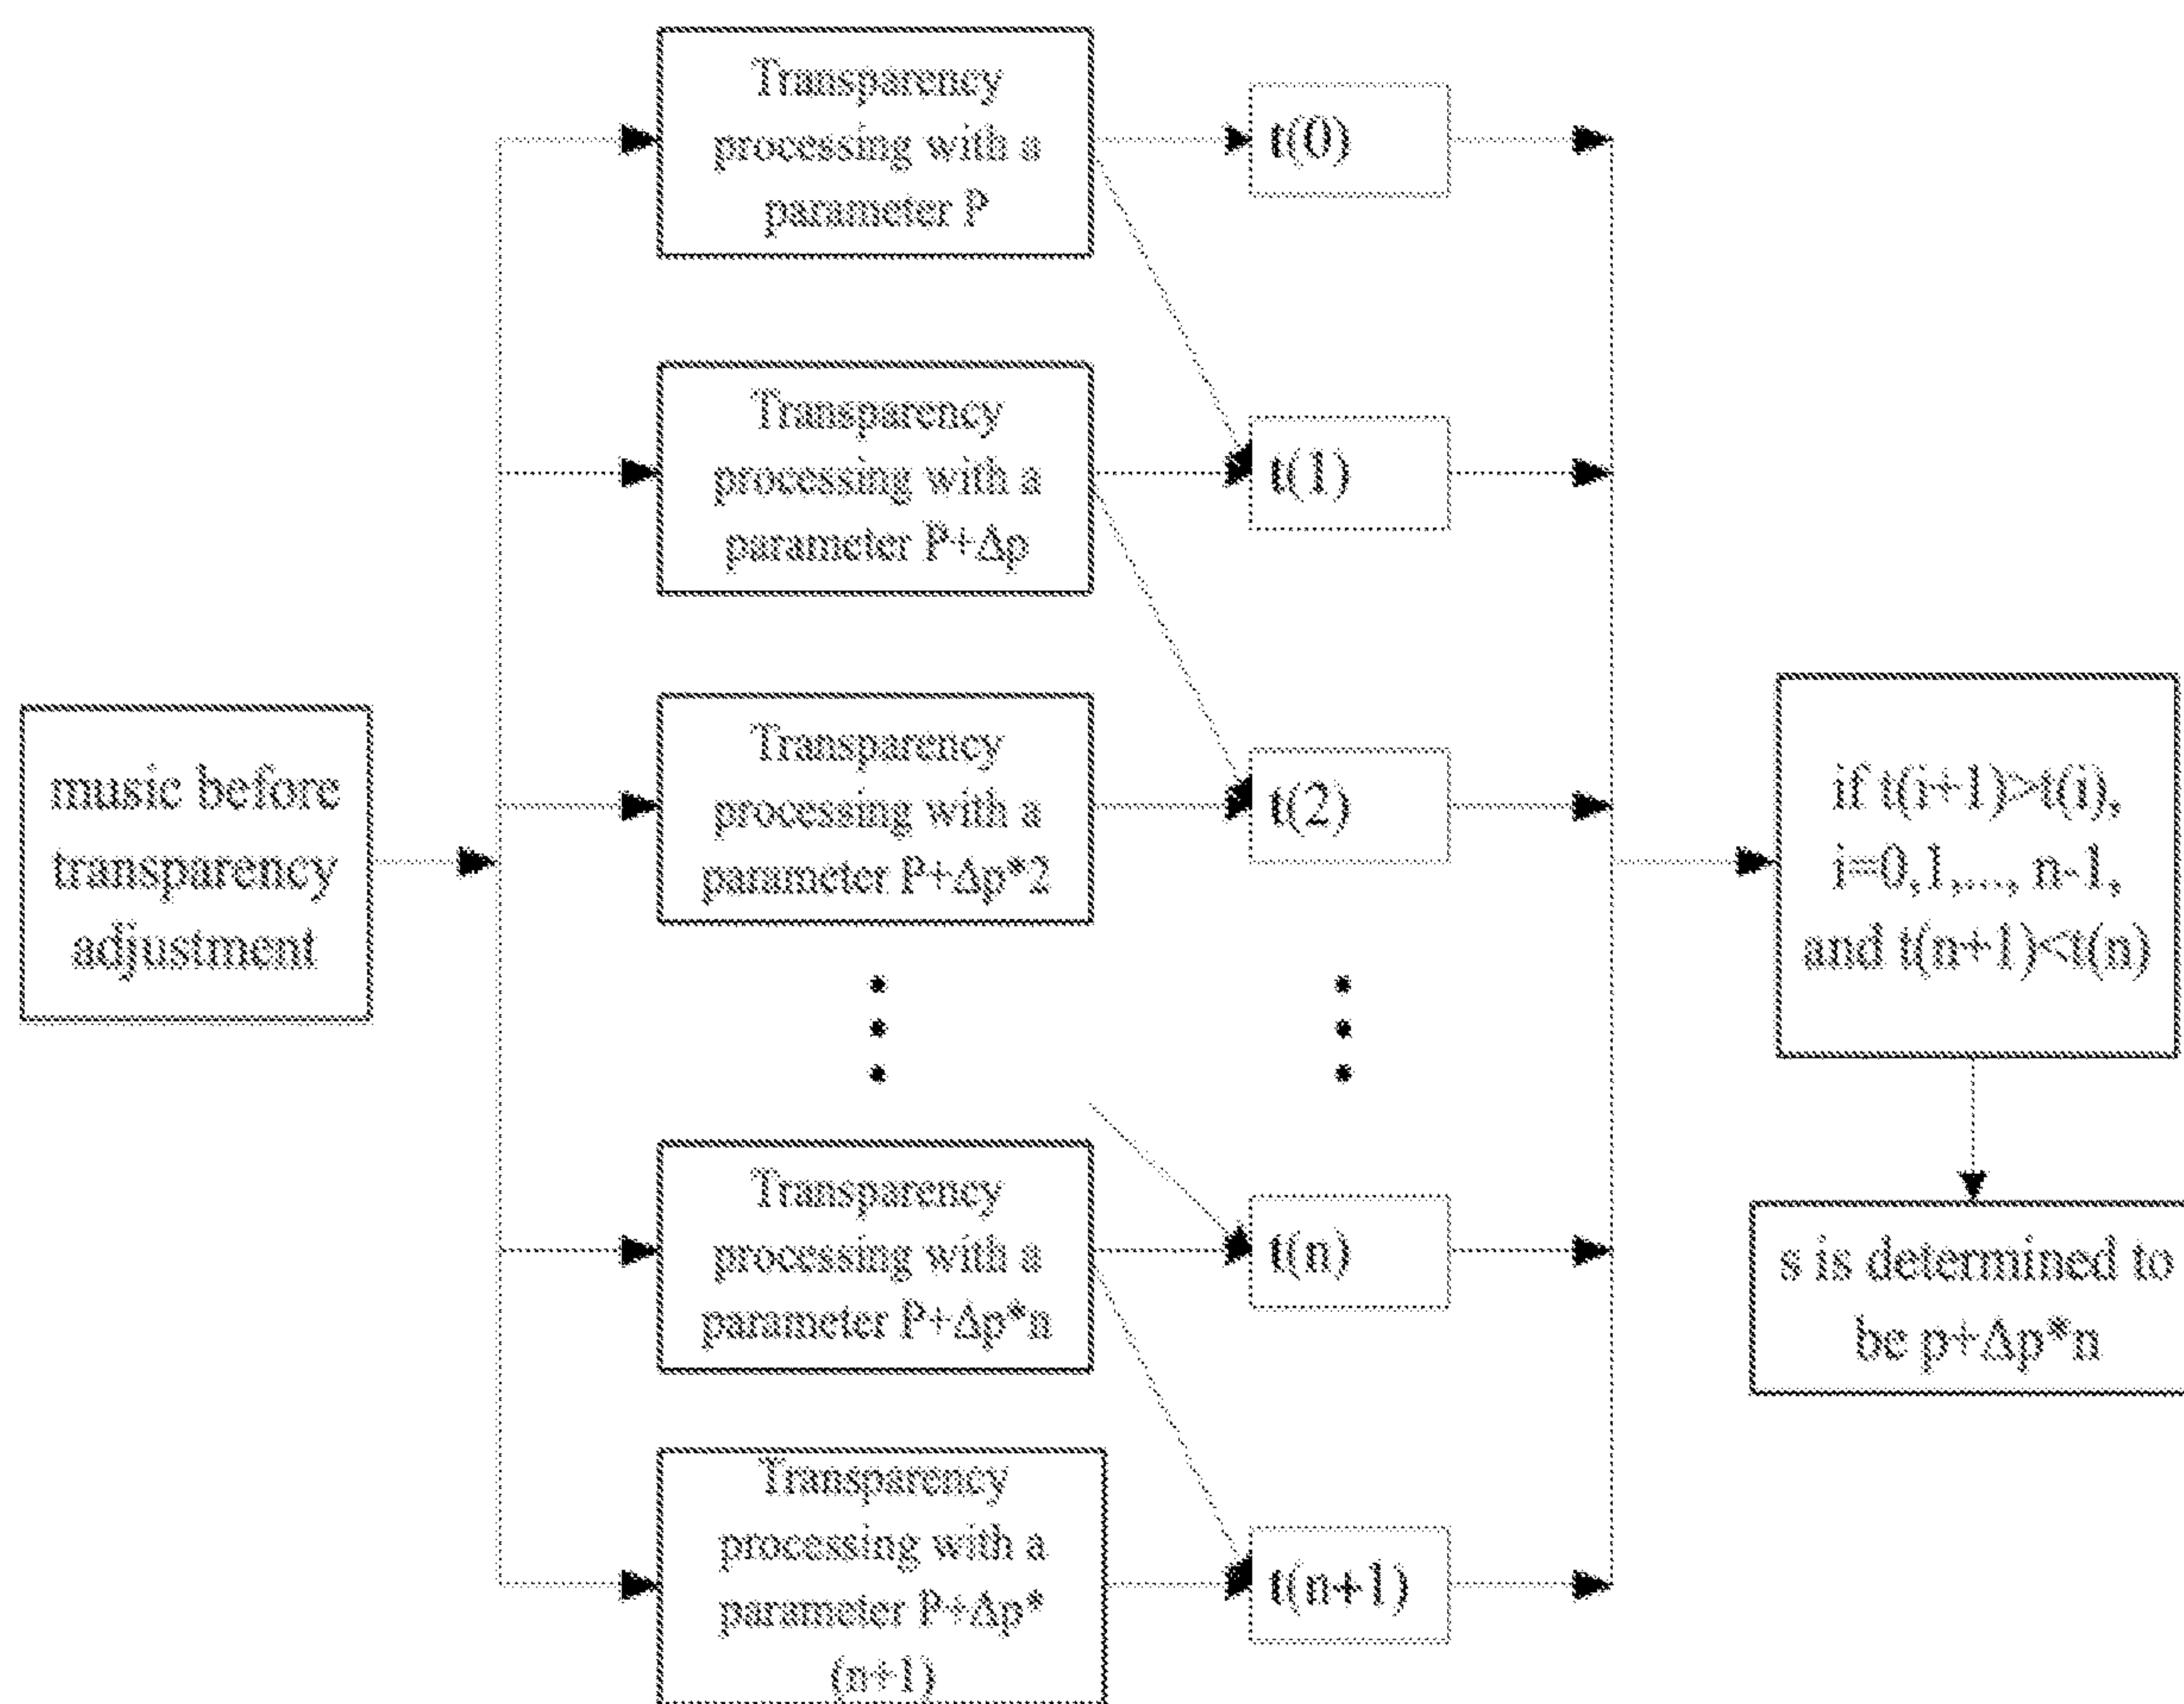 Transparency
processing with a
parameter P
t(0)
Transparency
processing with a
parameter P+Δp
t(1)
music before
transparency
adjustment
Transparency
processing with a
parameter P+Δp*2
t(2)
if t(i+1)>t(i),
i=0,1,..., n-1,
and t(n+1)<t(n)
Transparency
processing with a
parameter P+Δp*n
t(n)
s is determined to
be p+Δp*n
Transparency
processing with a
parameter P+Δp*
(n+1)
t(n+1)